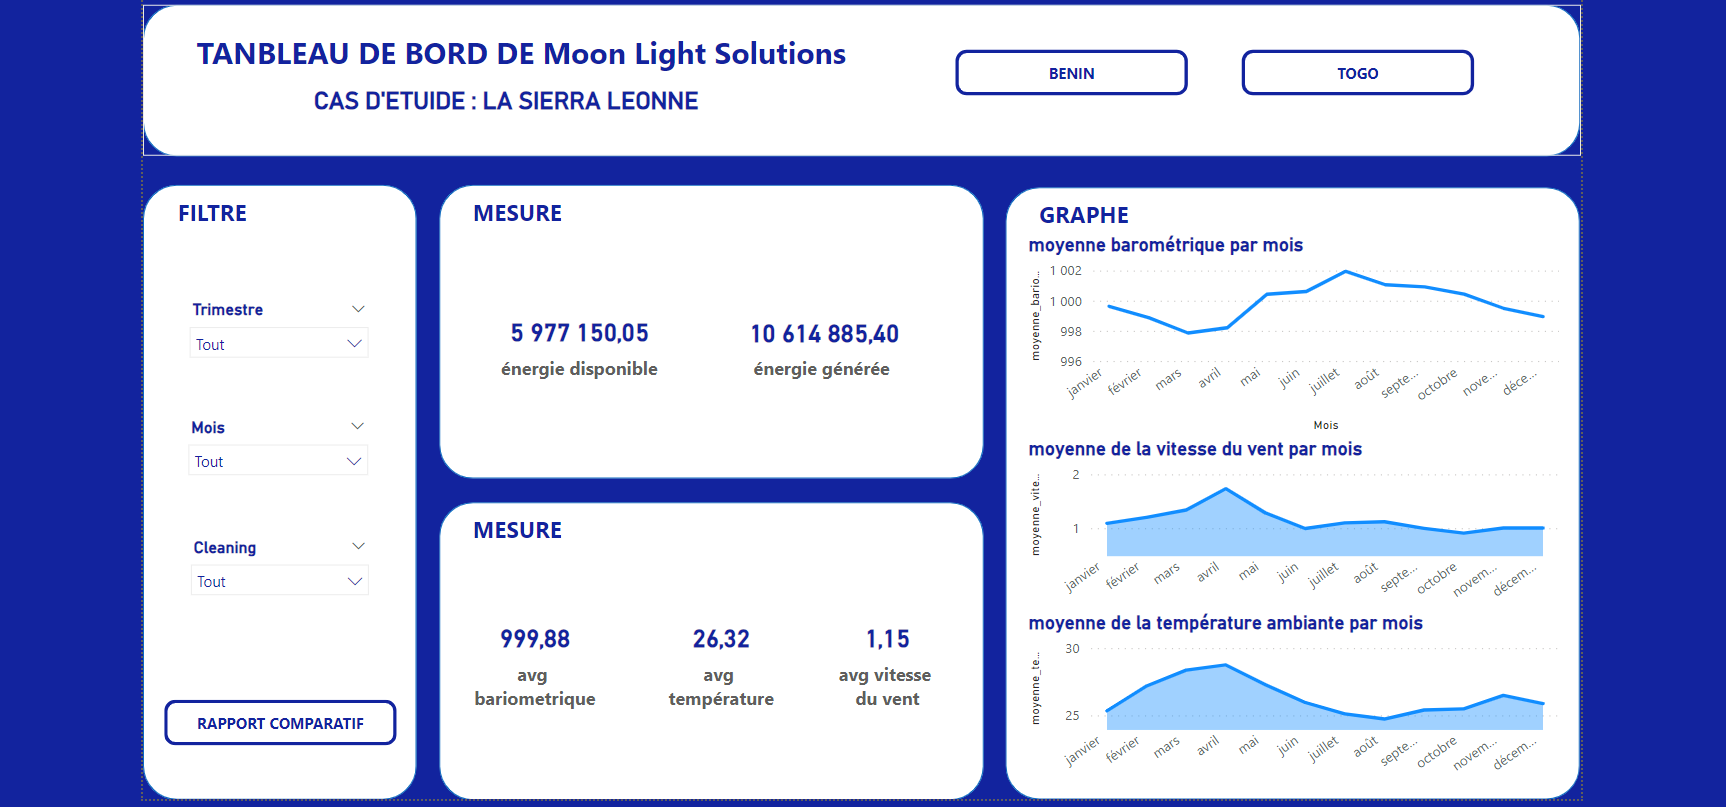 TANBLEAU DE BORD DE Moon Light Solutions
CAS D'ETUIDE : LA SIERRA LEONNE
BENIN
TOGO
FILTRE
Trimestre
Tout
Mois
Tout
Cleaning
Tout
RAPPORT COMPARATIF
MESURE
5 977 150,05
énergie disponible
10 614 885,40
énergie générée
MESURE
999,88
avg
bariometrique
26,32
avg
température
1,15
avg vitesse
du vent
GRAPHE
moyenne barométrique par mois
moyenne_bario...
1 002
1 000
998
996
janvier
février
mars
avril
mai
juin
juillet
août
septe...
octobre
nove...
déce...
Mois
moyenne de la vitesse du vent par mois
moyenne_vite...
2
1
janvier
février
mars
avril
mai
juin
juillet
août
septe...
octobre
novem...
décem...
moyenne de la température ambiante par mois
moyenne_te...
30
25
janvier
février
mars
avril
mai
juin
juillet
août
septe...
octobre
novem...
décem...